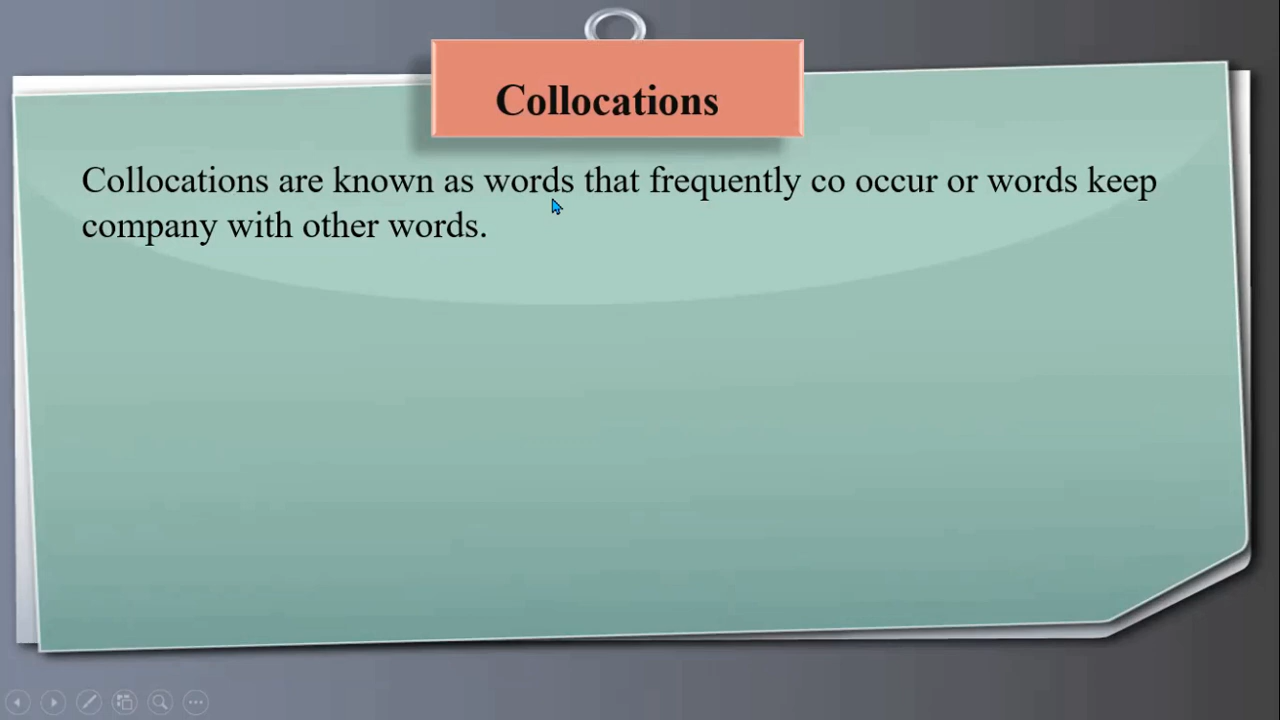 Collocations
Collocations are known as words that frequently co occur or words keep
company with other words.